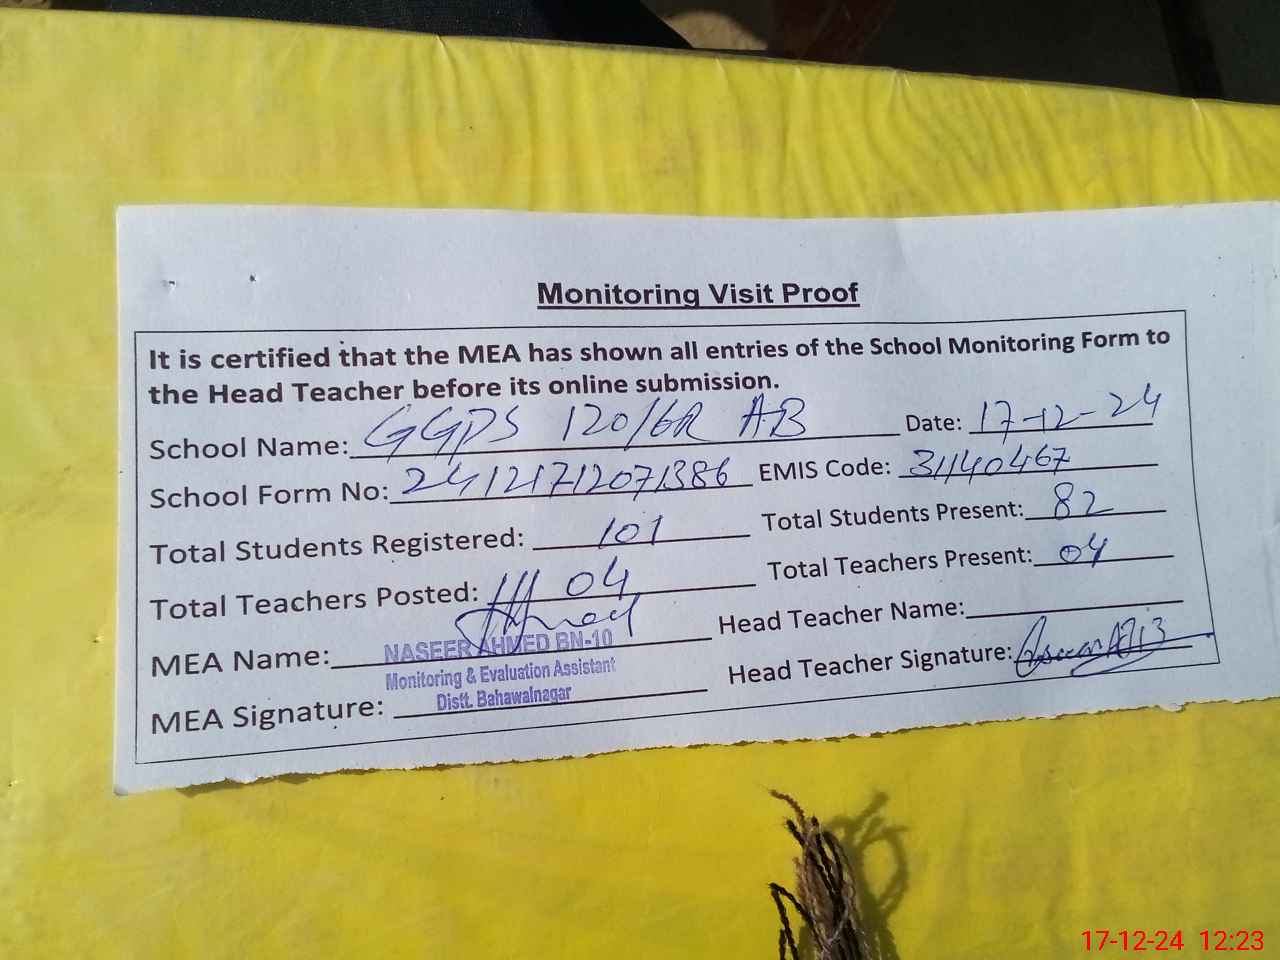 Monitoring Visit Proof
It is certified that the MEA has shown all entries of the School Monitoring Form to
the Head Teacher before its online submission.
School Name: GGPS 120/6R AB Date: 17-12-24
School Form No: 24121712071386 EMIS Code: 31140467
Total Students Registered: 101 Total Students Present: 82
Total Teachers Posted: 04 Total Teachers Present: 04
MEA Name: NASEER AHMED BN-10 Head Teacher Name:
Monitoring & Evaluation Assistant
Distt. Bahawalnagar
MEA Signature: Head Teacher Signature:
17-12-24 12:23